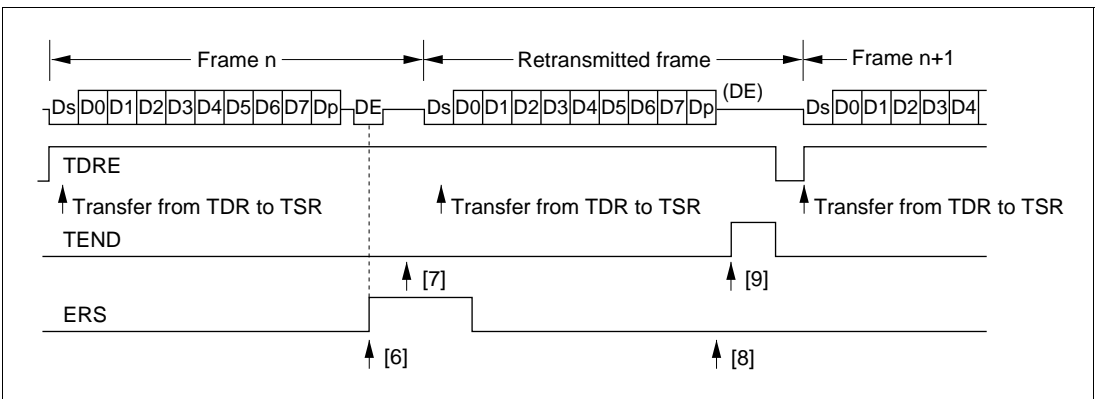 Frame n Retransmitted frame Frame n+1
Ds D0 D1 D2 D3 D4 D5 D6 D7 Dp DE Ds D0 D1 D2 D3 D4 D5 D6 D7 Dp (DE) Ds D0 D1 D2 D3 D4
TDRE
Transfer from TDR to TSR Transfer from TDR to TSR Transfer from TDR to TSR
TEND
[7] [9]
ERS
[6] [8]